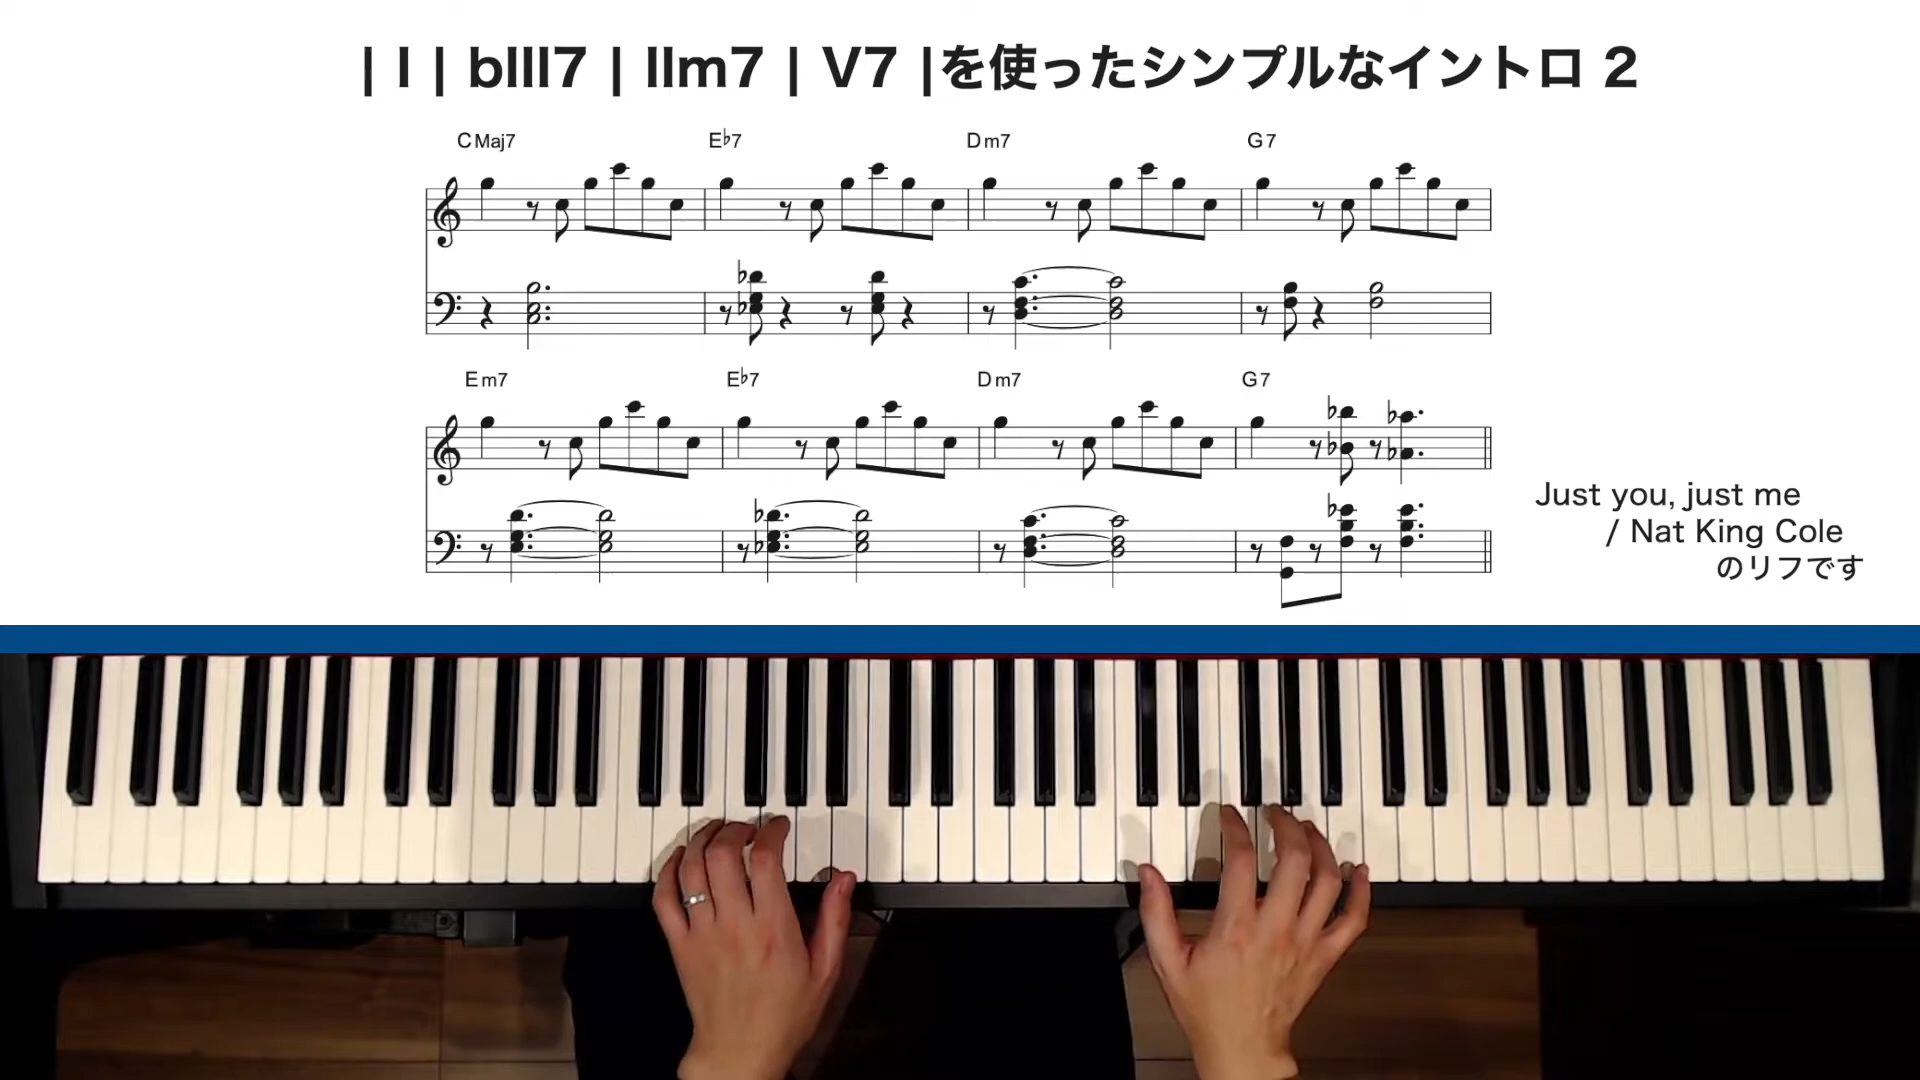 | I | bIII7 | IIm7 | V7 |を使ったシンプルなイントロ 2
CMaj7 E♭7 Dm7 G7
Em7 E♭7 Dm7 G7
Just you, just me
/ Nat King Cole
のリフです